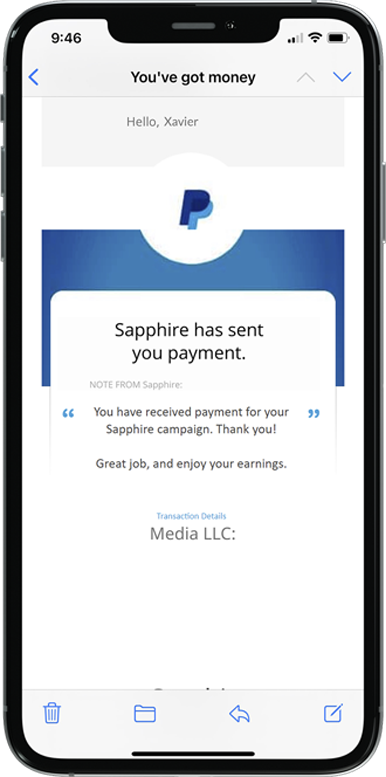 9:46
You've got money
Hello, Xavier
Sapphire has sent
you payment.
NOTE FROM Sapphire:
“ You have received payment for your ”
Sapphire campaign. Thank you!
Great job, and enjoy your earnings.
Transaction Details
Media LLC: